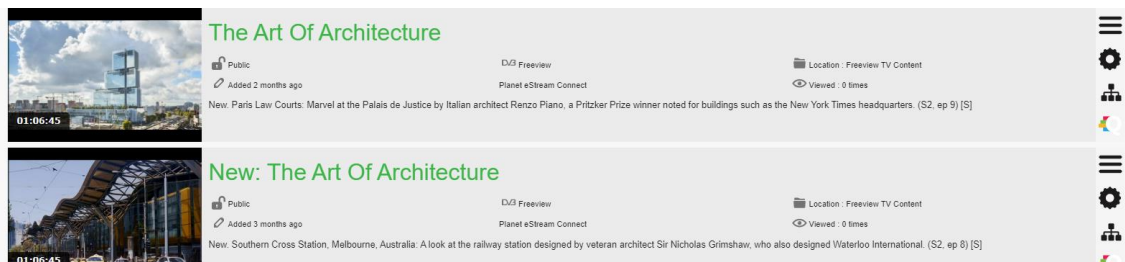 The Art Of Architecture
Public
DVB Freeview
Location : Freeview TV Content
Added 2 months ago
Planet eStream Connect
Viewed : 0 times
New. Paris Law Courts: Marvel at the Palais de Justice by Italian architect Renzo Piano, a Pritzker Prize winner noted for buildings such as the New York Times headquarters. (S2, ep 9) [S]
01:06:45
New: The Art Of Architecture
Public
DVB Freeview
Location : Freeview TV Content
Added 3 months ago
Planet eStream Connect
Viewed : 0 times
New. Southern Cross Station, Melbourne, Australia: A look at the railway station designed by veteran architect Sir Nicholas Grimshaw, who also designed Waterloo International. (S2, ep 8) [S]
01:06:45